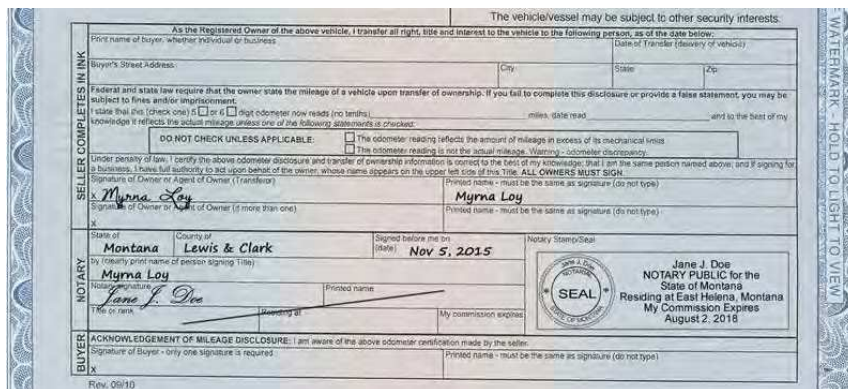 The vehicle/vessel may be subject to other security interests.
As the Registered Owner of the above vehicle, I transfer all right, title and interest to the vehicle to the following person, as of the date below:
Print name of buyer, whether individual or business
Date of Transfer (delivery of vehicle)
Buyer's Street Address
City
State
Zip
Federal and state law require that the owner state the mileage of a vehicle upon transfer of ownership. If you fail to complete this disclosure or provide a false statement, you may be
subject to fines and/or imprisonment.
I state that this (check one) 5 or 6 digit odometer now reads (no tenths) miles, date read and to the best of my
knowledge it reflects the actual mileage unless one of the following statements is checked:
DO NOT CHECK UNLESS APPLICABLE:
The odometer reading reflects the amount of mileage in excess of its mechanical limits
The odometer reading is not the actual mileage. Warning - odometer discrepancy.
Under penalty of law, I certify the above odometer disclosure and transfer of ownership information is correct to the best of my knowledge; that I am the same person named above; and if signing for
a business, I have full authority to act upon behalf of the owner, whose name appears on the upper left side of this Title. ALL OWNERS MUST SIGN.
Signature of Owner or Agent of Owner (Transferor)
Printed name - must be the same as signature (do not type)
x Myrna Loy
Myrna Loy
Signature of Owner or Agent of Owner (if more than one)
Printed name - must be the same as signature (do not type)
x
SELLER COMPLETES IN INK
State of
County of
Signed before me on
(date)
Notary Stamp/Seal
Montana
Lewis & Clark
Nov 5, 2015
by (clearly print name of person signing Title)
Myrna Loy
Notary signature
Printed name
Jane J. Doe
Title or rank
Residing at
My commission expires
NOTARY
Jane J. Doe
NOTARIAL
SEAL
STATE OF MONTANA
Jane J. Doe
NOTARY PUBLIC for the
State of Montana
Residing at East Helena, Montana
My Commission Expires
August 2, 2018
BUYER
ACKNOWLEDGEMENT OF MILEAGE DISCLOSURE: I am aware of the above odometer certification made by the seller.
Signature of Buyer - only one signature is required
Printed name - must be the same as signature (do not type)
x
Rev. 09/10
WATERMARK - HOLD TO LIGHT TO VIEW